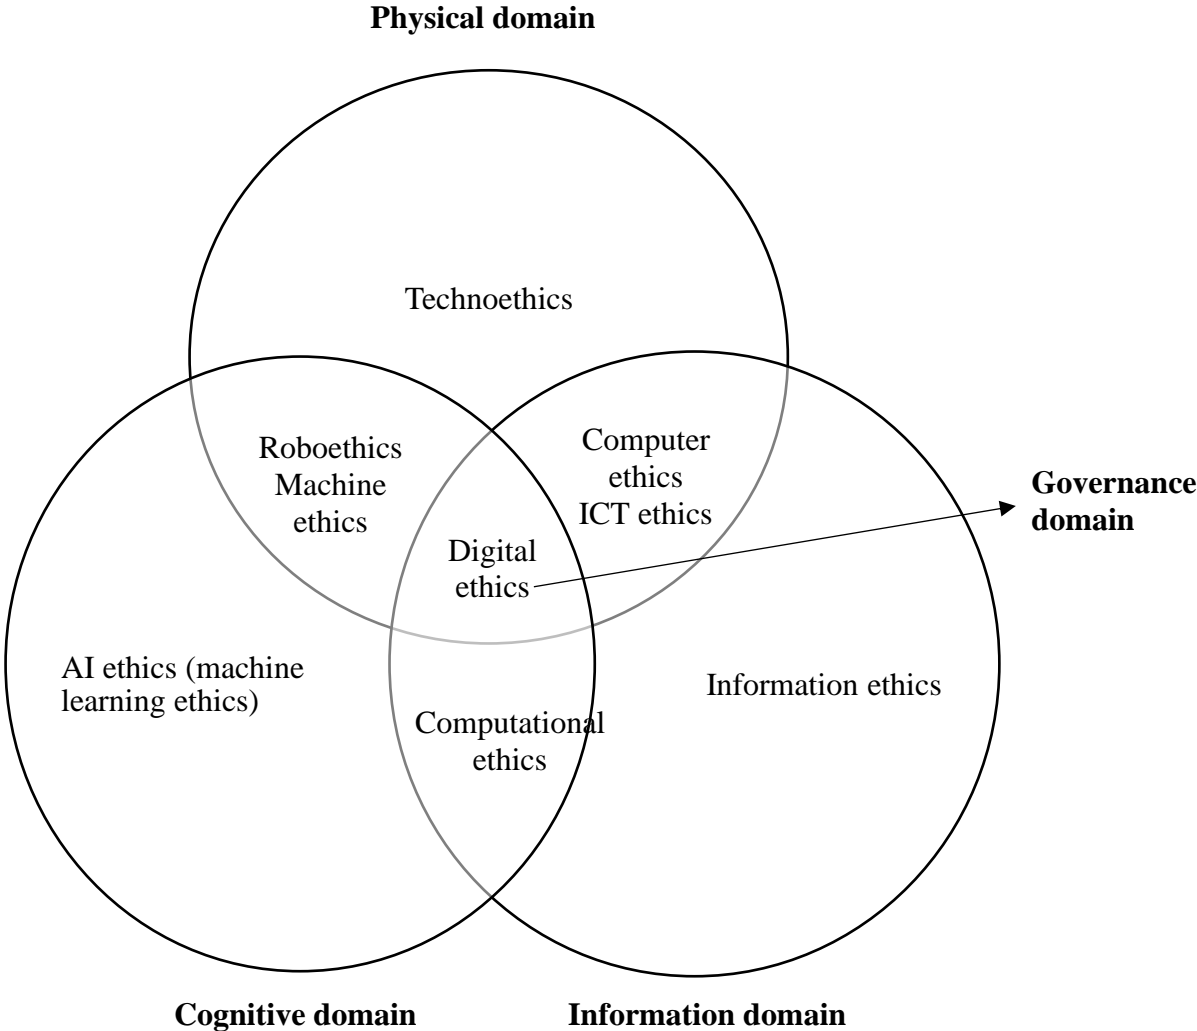 Physical domain
Technoethics
Roboethics
Machine
ethics
Computer
ethics
ICT ethics
Governance
domain
Digital
ethics
AI ethics (machine
learning ethics)
Information ethics
Computational
ethics
Cognitive domain
Information domain